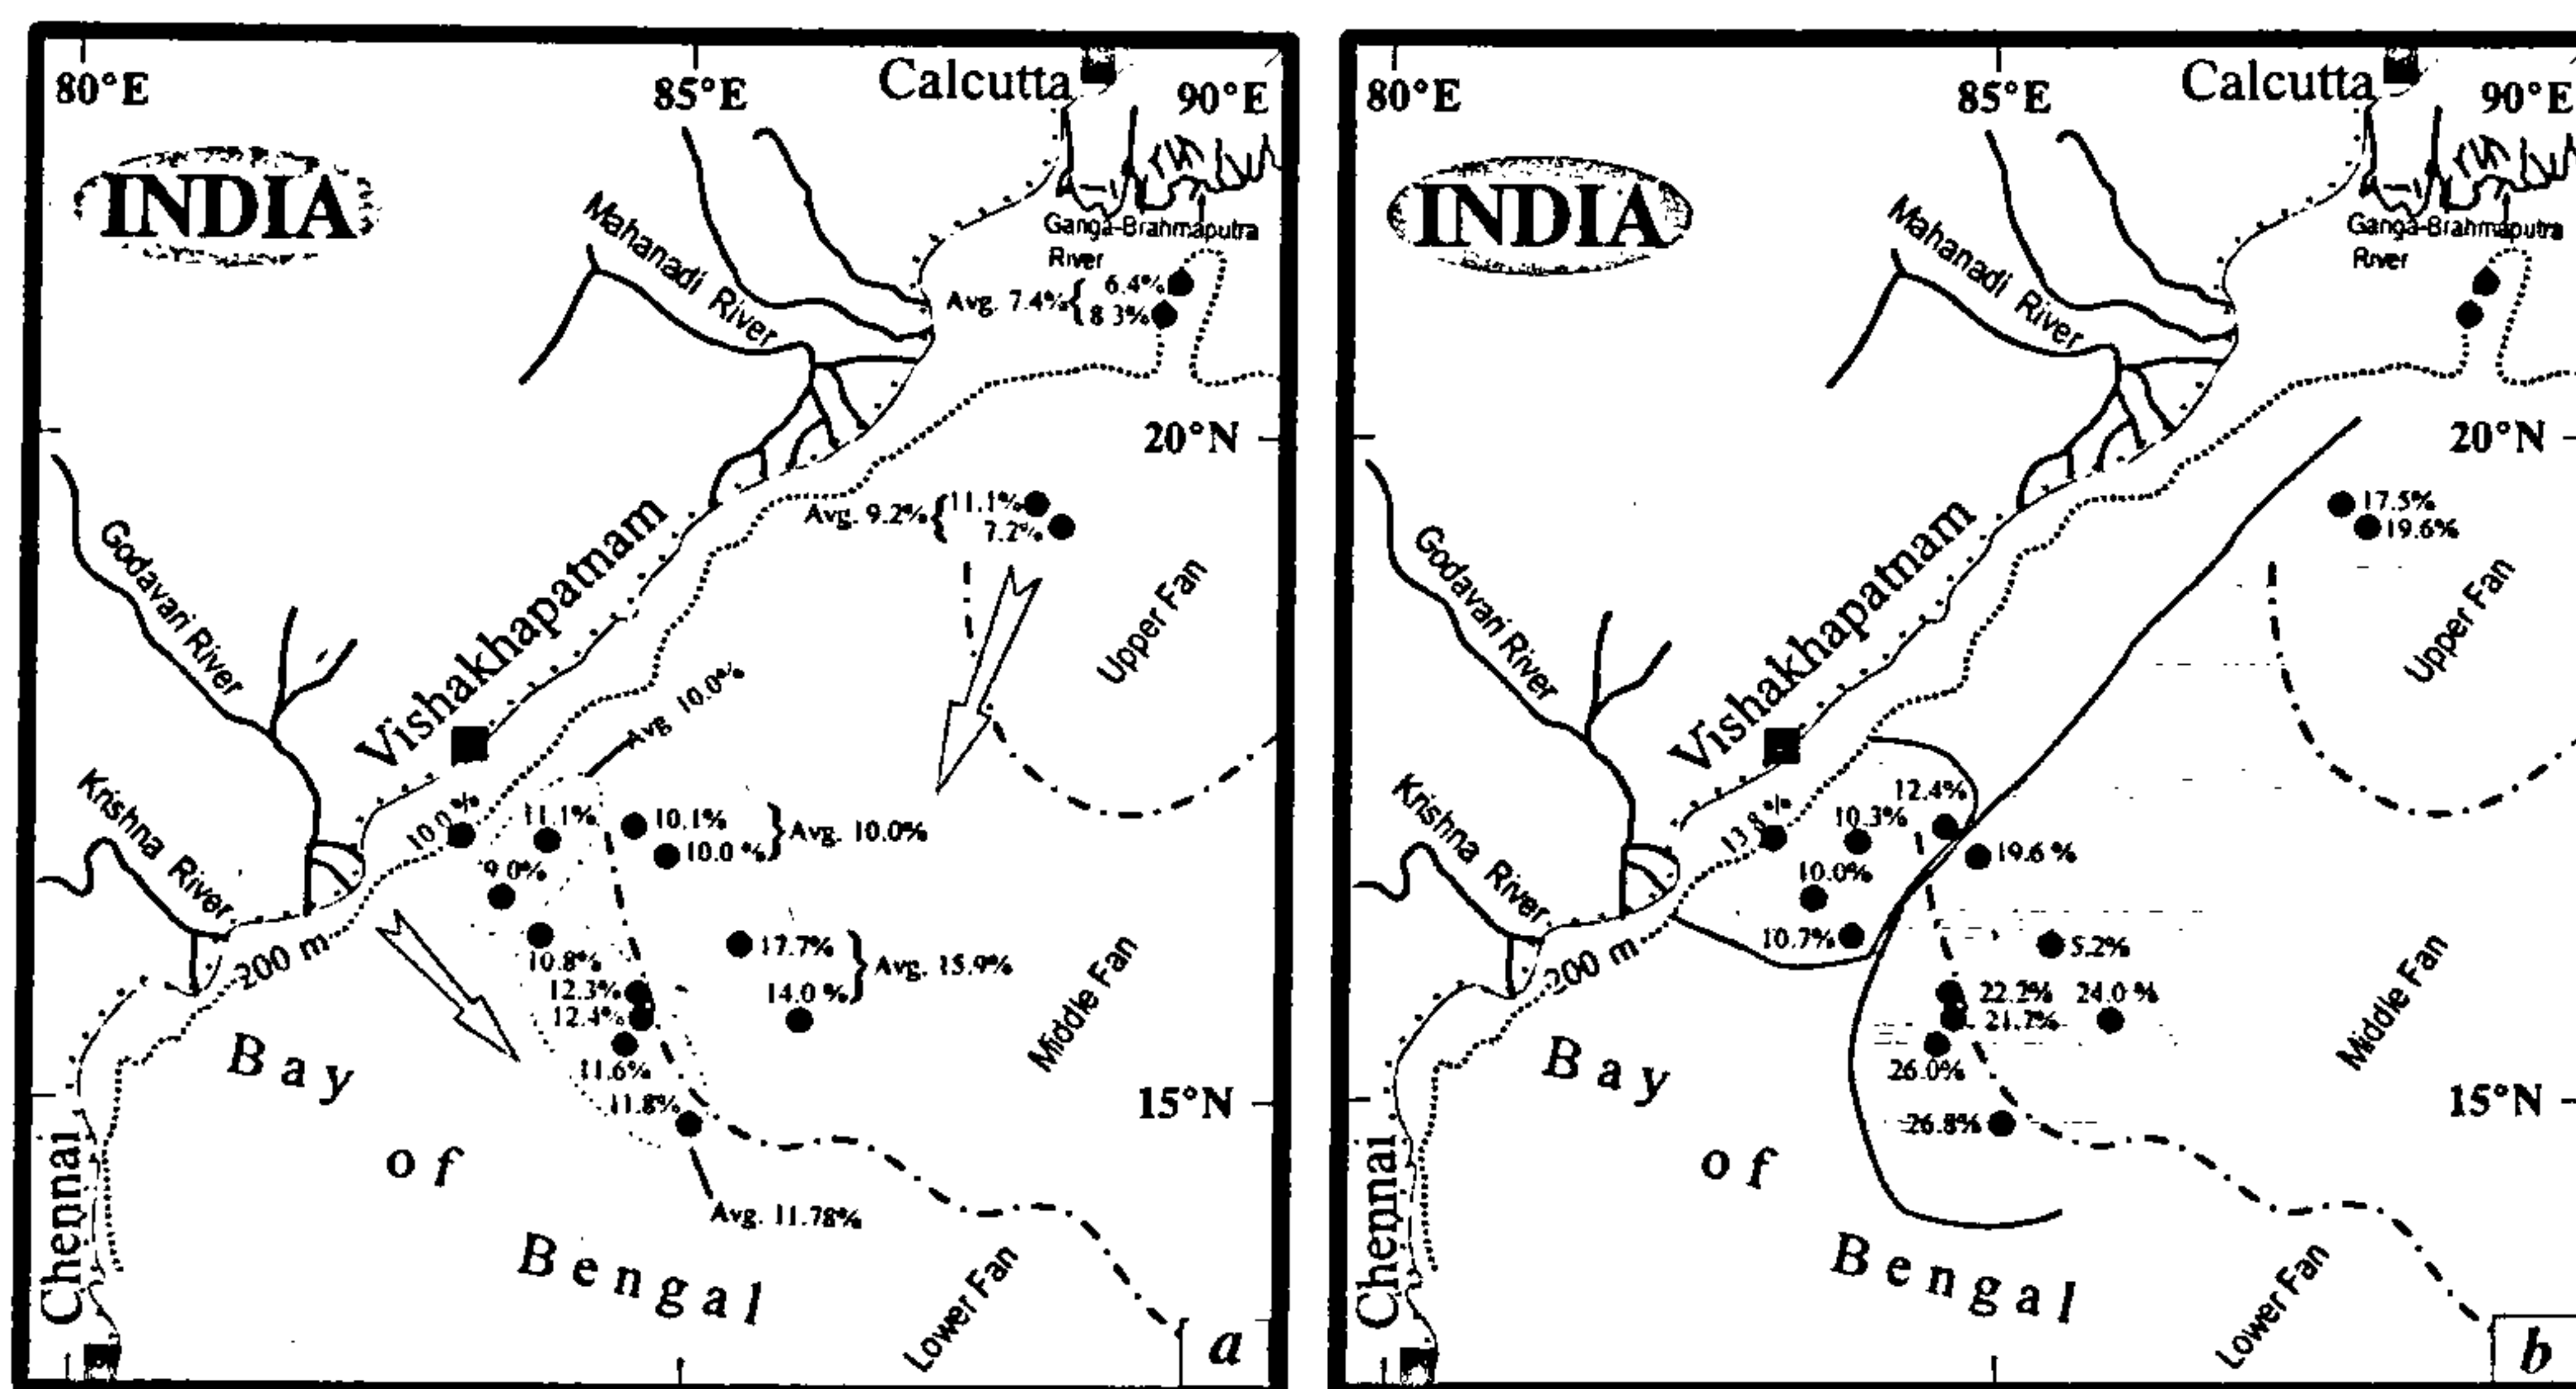 80°E
85°E
Calcutta
90°E
INDIA
Mahanadi River
Ganga-Brahmaputra
River
6.4%
Avg. 7.4%{
8 3%
20°N
Avg. 9.2%{
11.1%
7.2%
Godavari River
Vishakhapatnam
Upper Fan
Avg 10.0%
Krishna River
10.0 %
11.1%
10.1%
10.0 %
}Avg. 10.0%
9 0%
10.8%
17.7%
}Avg. 15.9%
14.0 %
200 m
12.3%
12.4%
11.6%
11.8%
Middle Fan
15°N
Bay
of
Bengal
Avg. 11.78%
Chennai
Lower Fan
a
80°E
85°E
Calcutta
90°E
INDIA
Mahanadi River
Ganga-Brahmaputra
River
20°N
17.5%
19.6%
Godavari River
Vishakhapatnam
Upper Fan
Krishna River
13.8 %
10.3%
12.4%
19.6 %
10.0%
10.7%
5.2%
200 m
22.2%
24.0 %
21.7%
26.0%
26.8%
Middle Fan
15°N
Bay
of
Bengal
Chennai
Lower Fan
b